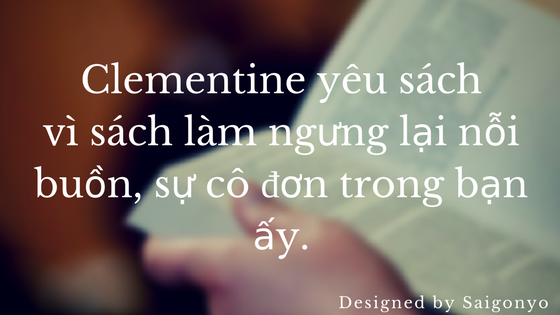 Clementine yêu sách
vì sách làm ngưng lại nỗi
buồn, sự cô đơn trong bạn
ấy.
Designed by Saigonyo